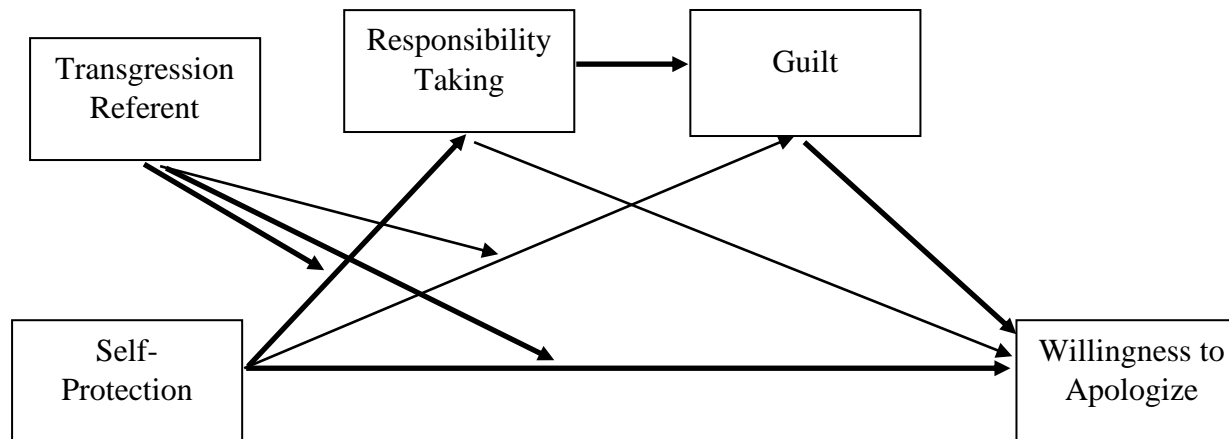 Transgression
Referent
Responsibility
Taking
Guilt
Self-
Protection
Willingness to
Apologize